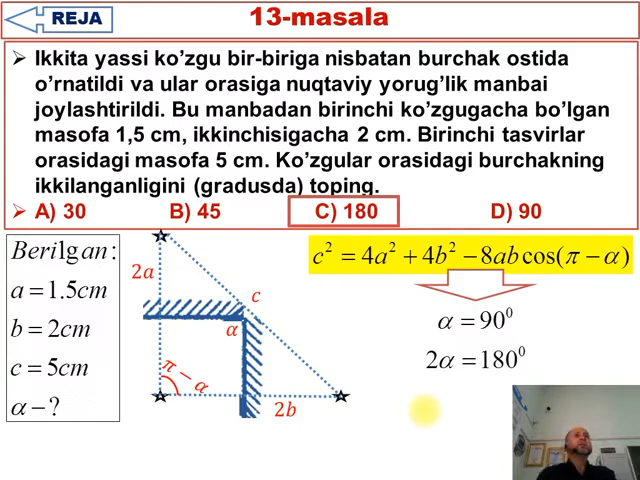 REJA
13-masala
➢ Ikkita yassi ko’zgu bir-biriga nisbatan burchak ostida
o’rnatildi va ular orasiga nuqtaviy yorug’lik manbai
joylashtirildi. Bu manbadan birinchi ko’zgugacha bo’lgan
masofa 1,5 cm, ikkinchisigacha 2 cm. Birinchi tasvirlar
orasidagi masofa 5 cm. Ko’zgular orasidagi burchakning
ikkilanganligini (gradusda) toping.
➢ A) 30 B) 45 C) 180 D) 90
Berilgan:
a = 1.5cm
b = 2cm
c = 5cm
α − ?
2a
c
α
π − α
2b
c² = 4a² + 4b² − 8ab cos(π − α)
α = 90⁰
2α = 180⁰